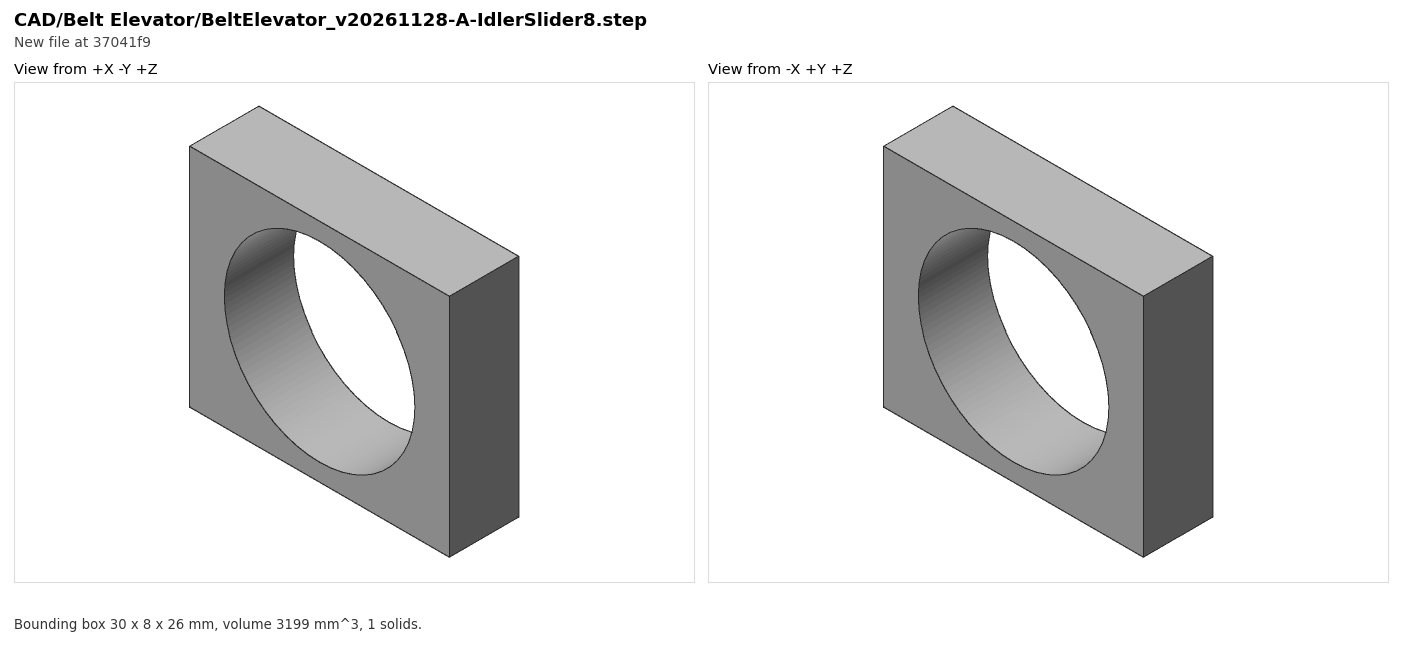 CAD/Belt Elevator/BeltElevator_v20261128-A-IdlerSlider8.step
New file at 37041f9
View from +X -Y +Z
View from -X +Y +Z
Bounding box 30 x 8 x 26 mm, volume 3199 mm^3, 1 solids.